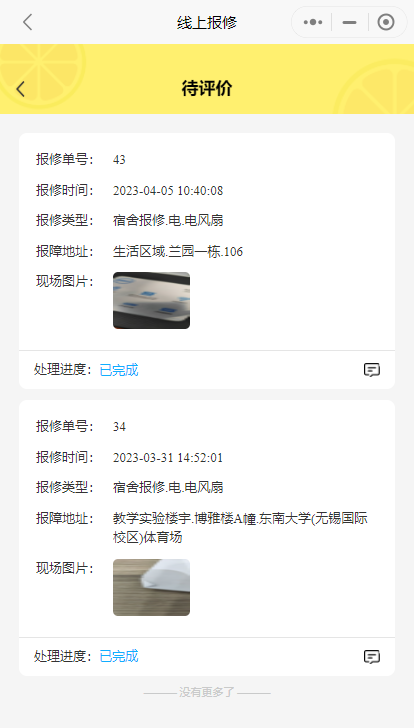 线上报修
待评价
报修单号： 43
报修时间： 2023-04-05 10:40:08
报修类型： 宿舍报修.电.电风扇
报障地址： 生活区域.兰园一栋.106
现场图片：
处理进度：已完成
报修单号： 34
报修时间： 2023-03-31 14:52:01
报修类型： 宿舍报修.电.电风扇
报障地址： 教学实验楼宇.博雅楼A幢.东南大学(无锡国际
校区)体育场
现场图片：
处理进度：已完成
没有更多了